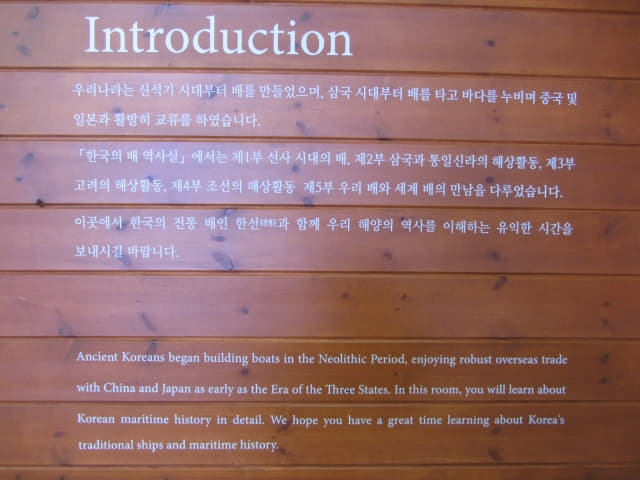 Introduction
우리나라는 신석기 시대부터 배를 만들었으며, 삼국 시대부터 배를 타고 바다를 누비며 중국 및
일본과 활발히 교류를 하였습니다.
「한국의 배 역사실」에서는 제1부 선사 시대의 배, 제2부 삼국과 통일신라의 해상활동, 제3부
고려의 해상활동, 제4부 조선의 해상활동 제5부 우리 배와 세계 배의 만남을 다루었습니다.
이곳에서 한국의 전통 배인 한선韓船과 함께 우리 해양의 역사를 이해하는 유익한 시간을
보내시길 바랍니다.
Ancient Koreans began building boats in the Neolithic Period, enjoying robust overseas trade
with China and Japan as early as the Era of the Three States. In this room, you will learn about
Korean maritime history in detail. We hope you have a great time learning about Korea's
traditional ships and maritime history.